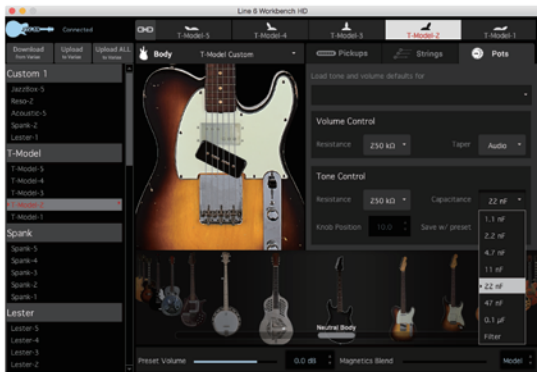 Line 6 Workbench HD
Connected
T-Model-5
T-Model-4
T-Model-3
T-Model-2
T-Model-1
Download
from Variax
Upload
to Variax
Upload ALL
to Variax
Body
T-Model Custom
Pickups
Strings
Pots
Custom 1
JazzBox-5
Reso-2
Acoustic-5
Spank-2
Lester-1
T-Model
T-Model-5
T-Model-4
T-Model-3
T-Model-2
T-Model-1
Spank
Spank-5
Spank-4
Spank-3
Spank-2
Spank-1
Lester
Lester-5
Lester-4
Lester-3
Lester-2
Load tone and volume defaults for
Volume Control
Resistance 250 kΩ Taper Audio
Tone Control
Resistance 250 kΩ Capacitance 22 nF
Knob Position 10.0 Save w/ preset
1.1 nF
2.2 nF
4.7 nF
11 nF
22 nF
47 nF
0.1 µF
Filter
Neutral Body
Preset Volume 0.0 dB Magnetics Blend Model